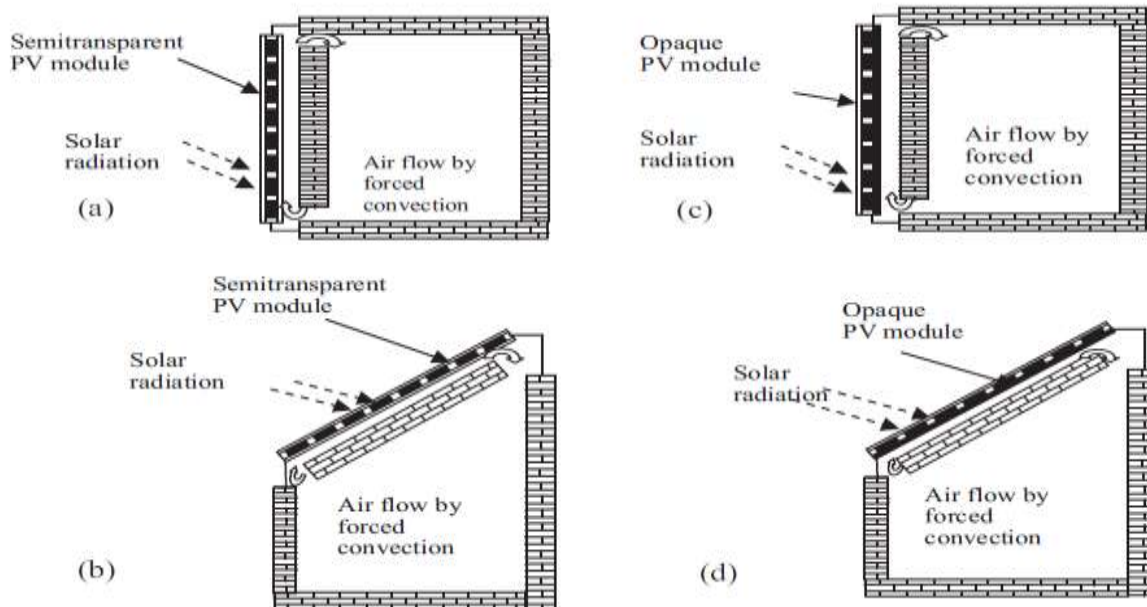 Semitransparent
PV module
Solar
radiation
Air flow by
forced
convection
(a)
Opaque
PV module
Solar
radiation
Air flow by
forced
convection
(c)
Semitransparent
PV module
Solar
radiation
Air flow by
forced
convection
(b)
Opaque
PV module
Solar
radiation
Air flow by
forced
convection
(d)